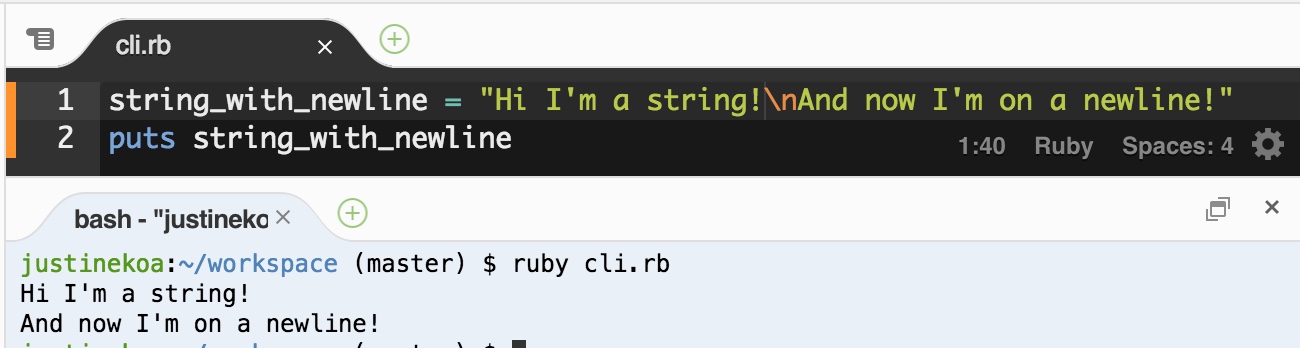 cli.rb ×
1 string_with_newline = "Hi I'm a string!\nAnd now I'm on a newline!"
2 puts string_with_newline
1:40 Ruby Spaces: 4
bash - "justineko ×
justinekoa:~/workspace (master) $ ruby cli.rb
Hi I'm a string!
And now I'm on a newline!